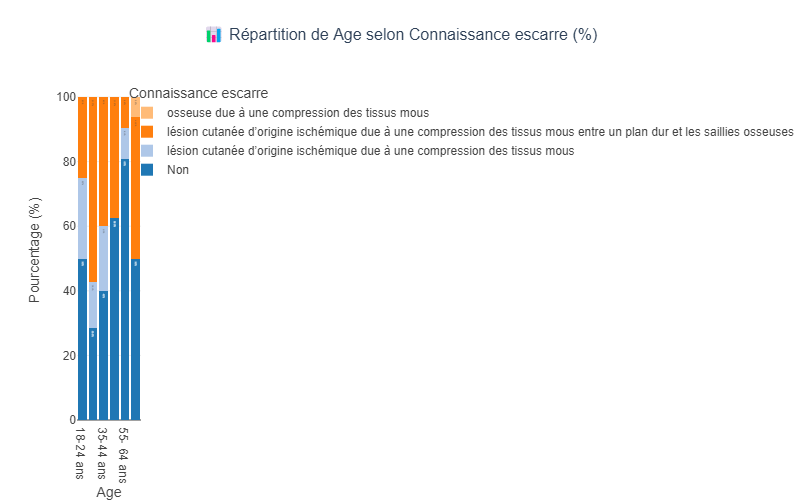 📊 Répartition de Age selon Connaissance escarre (%)
Connaissance escarre
osseuse due à une compression des tissus mous
lésion cutanée d’origine ischémique due à une compression des tissus mous entre un plan dur et les saillies osseuses
lésion cutanée d’origine ischémique due à une compression des tissus mous
Non
Pourcentage (%)
100
80
60
40
20
0
18-24 ans
35-44 ans
55- 64 ans
Age